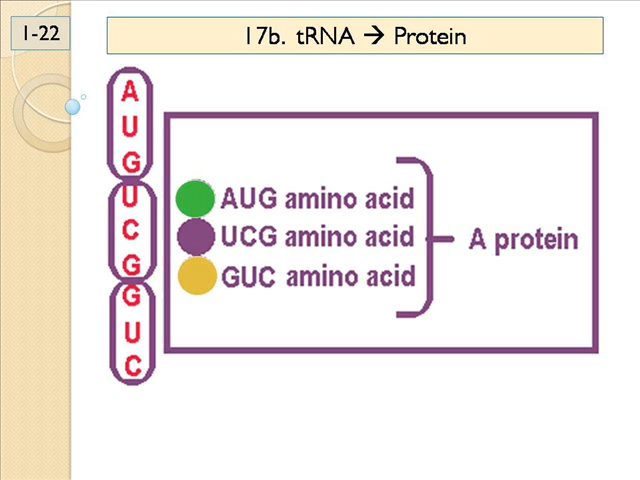 1-22
17b. tRNA → Protein
A
U
G
U
C
G
G
U
C
AUG amino acid
UCG amino acid
GUC amino acid
A protein